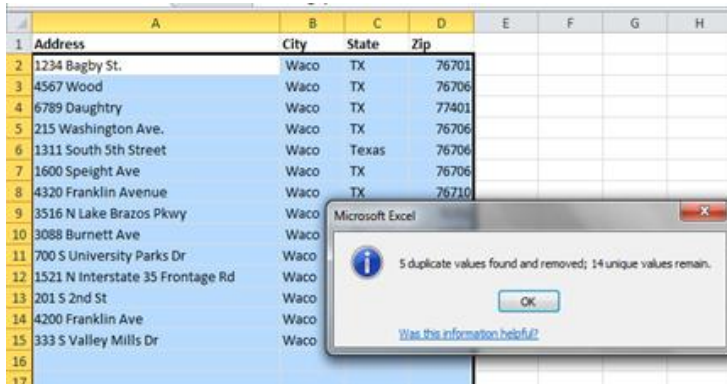 A B C D E F G H
1 Address City State Zip
2 1234 Bagby St. Waco TX 76701
3 4567 Wood Waco TX 76706
4 6789 Daughtry Waco TX 77401
5 215 Washington Ave. Waco TX 76706
6 1311 South 5th Street Waco Texas 76706
7 1600 Speight Ave Waco TX 76706
8 4320 Franklin Avenue Waco TX 76710
9 3516 N Lake Brazos Pkwy Waco
10 3088 Burnett Ave Waco
11 700 S University Parks Dr Waco
12 1521 N Interstate 35 Frontage Rd Waco
13 201 S 2nd St Waco
14 4200 Franklin Ave Waco
15 333 S Valley Mills Dr Waco
16
17
Microsoft Excel
5 duplicate values found and removed; 14 unique values remain.
OK
Was this information helpful?